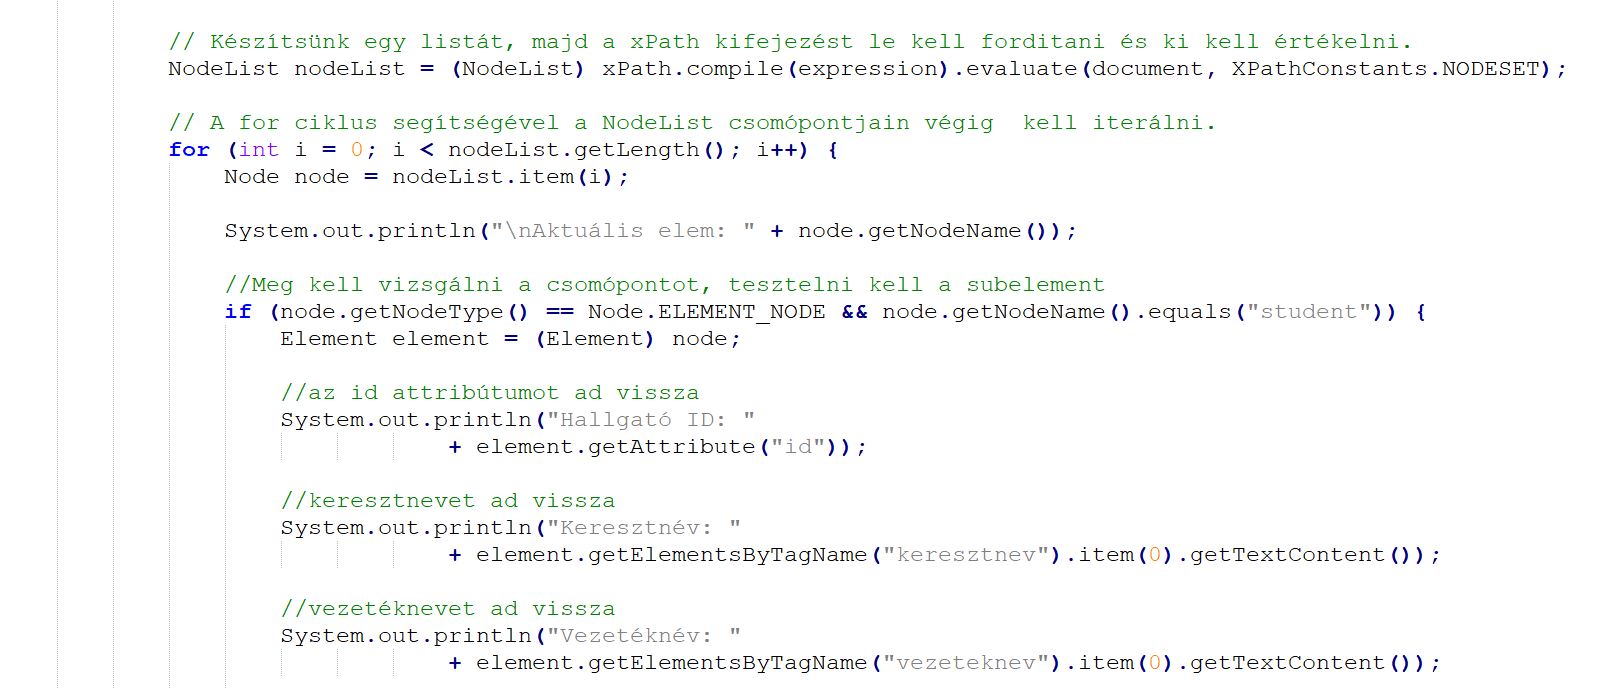 // Készítsünk egy listát, majd a xPath kifejezést le kell forditani és ki kell értékelni.
NodeList nodeList = (NodeList) xPath.compile(expression).evaluate(document, XPathConstants.NODESET);
// A for ciklus segítségével a NodeList csomópontjain végig  kell iterálni.
for (int i = 0; i < nodeList.getLength(); i++) {
Node node = nodeList.item(i);
System.out.println("\nAktuális elem: " + node.getNodeName());
//Meg kell vizsgálni a csomópontot, tesztelni kell a subelement
if (node.getNodeType() == Node.ELEMENT_NODE && node.getNodeName().equals("student")) {
Element element = (Element) node;
//az id attribútumot ad vissza
System.out.println("Hallgató ID: "
+ element.getAttribute("id"));
//keresztnevet ad vissza
System.out.println("Keresztnév: "
+ element.getElementsByTagName("keresztnev").item(0).getTextContent());
//vezetéknevet ad vissza
System.out.println("Vezetéknév: "
+ element.getElementsByTagName("vezeteknev").item(0).getTextContent());